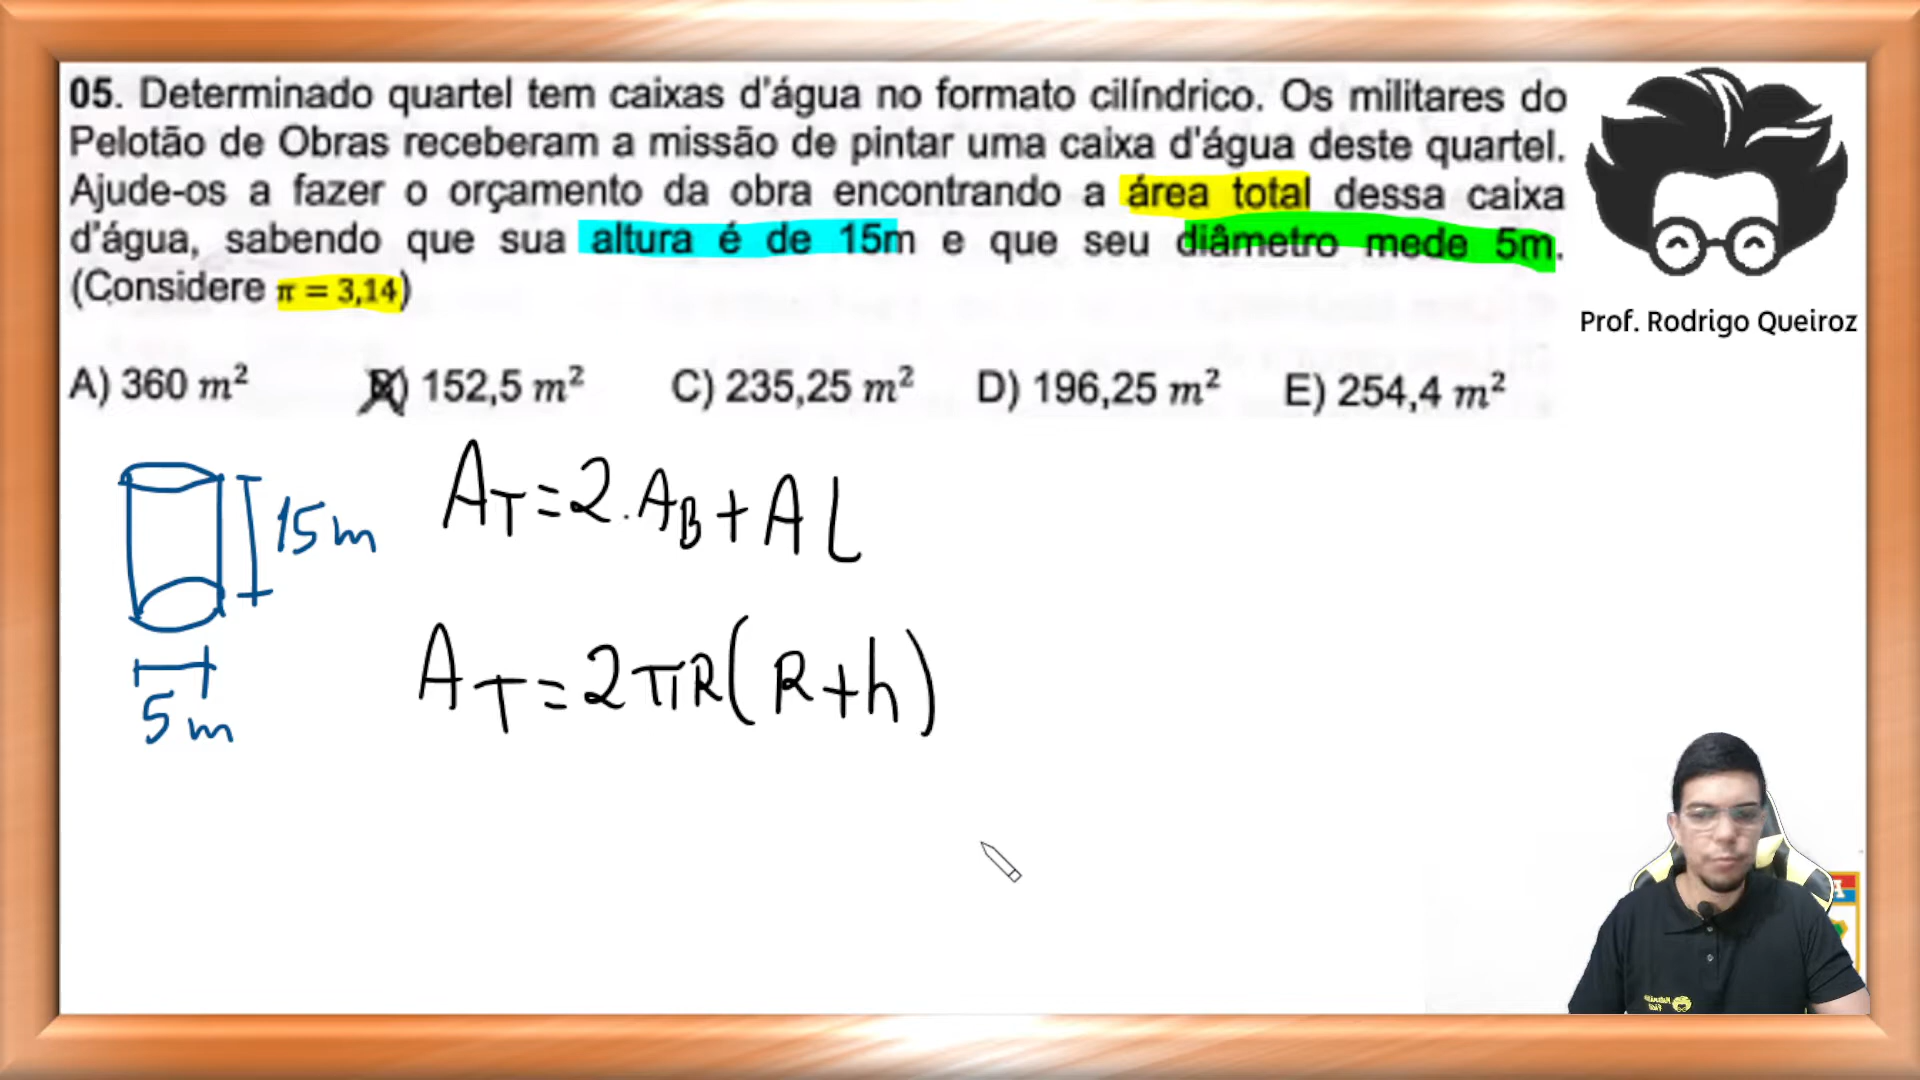 05. Determinado quartel tem caixas d'água no formato cilíndrico. Os militares do
Pelotão de Obras receberam a missão de pintar uma caixa d'água deste quartel.
Ajude-os a fazer o orçamento da obra encontrando a área total dessa caixa
d'água, sabendo que sua altura é de 15m e que seu diâmetro mede 5m.
(Considere π = 3,14)
Prof. Rodrigo Queiroz
A) 360 m² B) 152,5 m² C) 235,25 m² D) 196,25 m² E) 254,4 m²
15m
5m
A_T = 2.A_B + AL
A_T = 2πR(R+h)